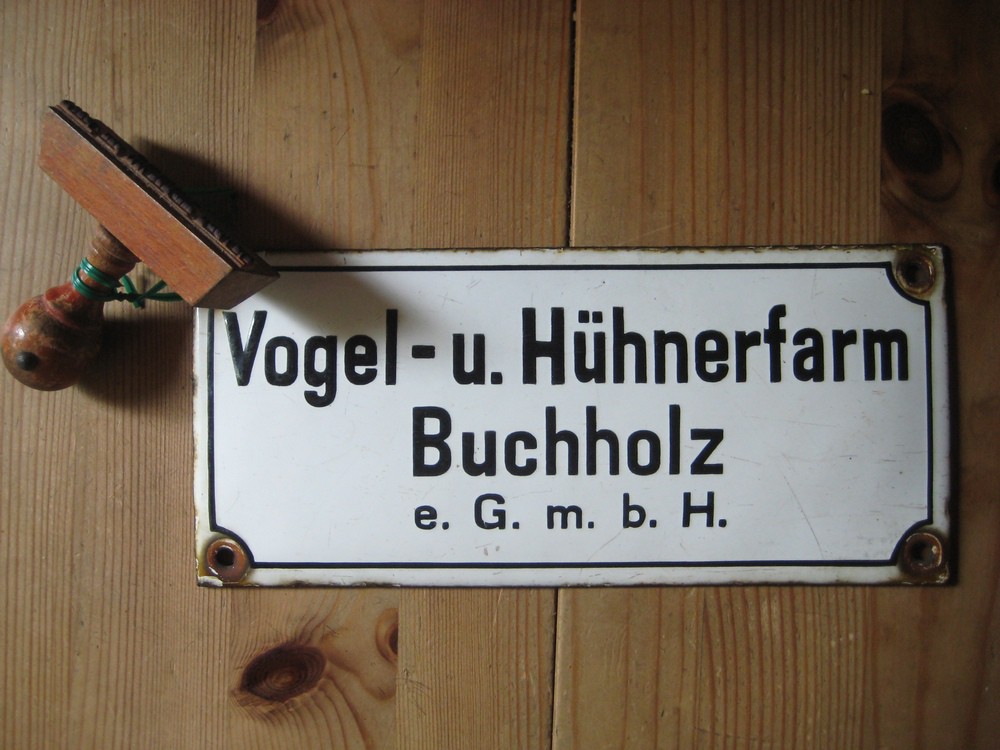 Vogel- u. Hühnerfarm
Buchholz
e. G. m. b. H.